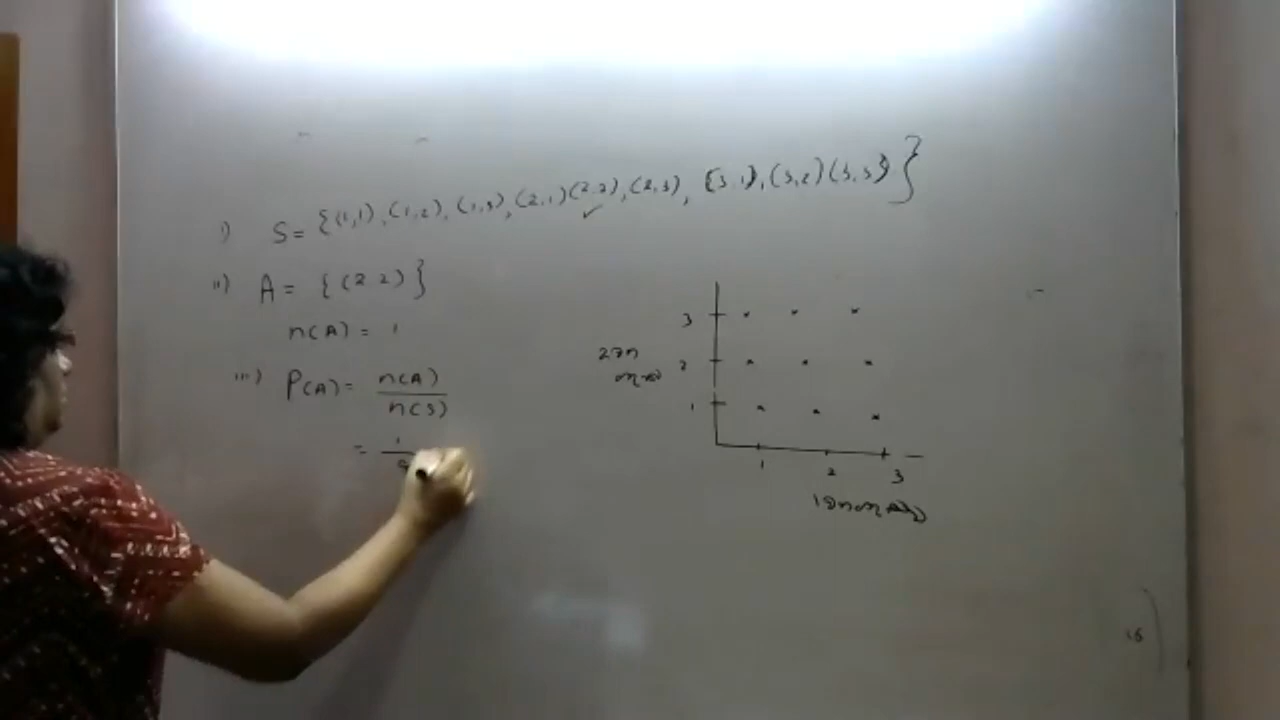 i) S = {(1,1), (1,2), (1,3), (2,1) (2,2), (2,3), (3,1), (3,2) (3,3)}
ii) A = {(2 2)}
n(A) = 1
iii) P(A) = n(A) / n(S)
= 1 / 9
3
2
1
1 2 3